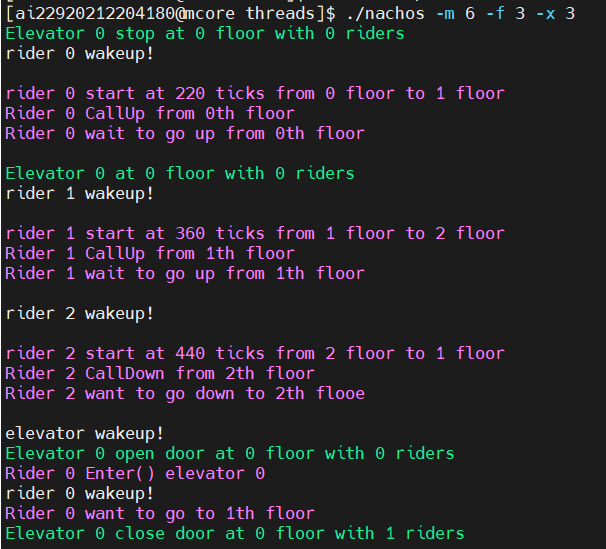 [ai22920212204180@mcore threads]$ ./nachos -m 6 -f 3 -x 3
Elevator 0 stop at 0 floor with 0 riders
rider 0 wakeup!
rider 0 start at 220 ticks from 0 floor to 1 floor
Rider 0 CallUp from 0th floor
Rider 0 wait to go up from 0th floor
Elevator 0 at 0 floor with 0 riders
rider 1 wakeup!
rider 1 start at 360 ticks from 1 floor to 2 floor
Rider 1 CallUp from 1th floor
Rider 1 wait to go up from 1th floor
rider 2 wakeup!
rider 2 start at 440 ticks from 2 floor to 1 floor
Rider 2 CallDown from 2th floor
Rider 2 want to go down to 2th flooe
elevator wakeup!
Elevator 0 open door at 0 floor with 0 riders
Rider 0 Enter() elevator 0
rider 0 wakeup!
Rider 0 want to go to 1th floor
Elevator 0 close door at 0 floor with 1 riders